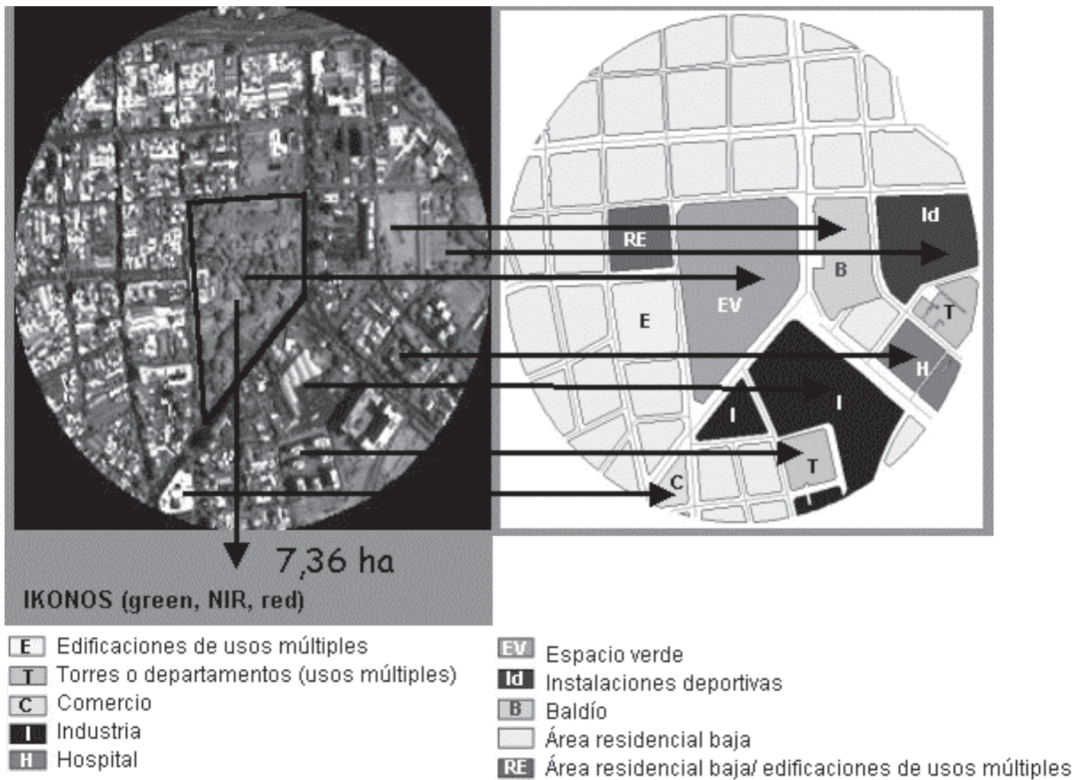 Id
RE
B
EV
E
T
H
I
I
T
C
7,36 ha
IKONOS (green, NIR, red)
E Edificaciones de usos múltiples
T Torres o departamentos (usos múltiples)
C Comercio
I Industria
H Hospital
EV Espacio verde
Id Instalaciones deportivas
B Baldío
Área residencial baja
RE Área residencial baja/ edificaciones de usos múltiples